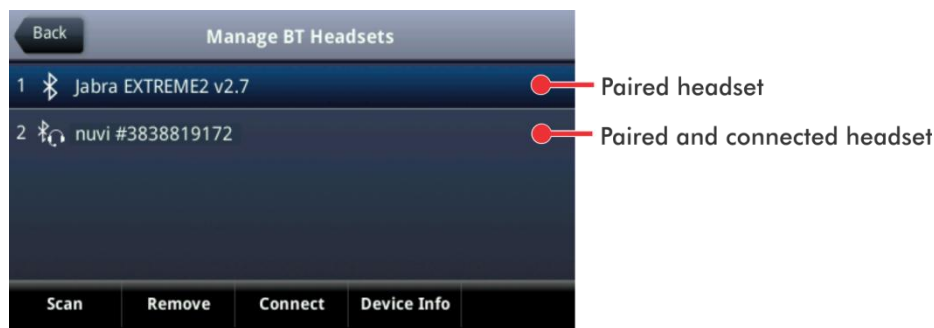 Back
Manage BT Headsets
1 Jabra EXTREME2 v2.7
Paired headset
2 nuvi #3838819172
Paired and connected headset
Scan Remove Connect Device Info